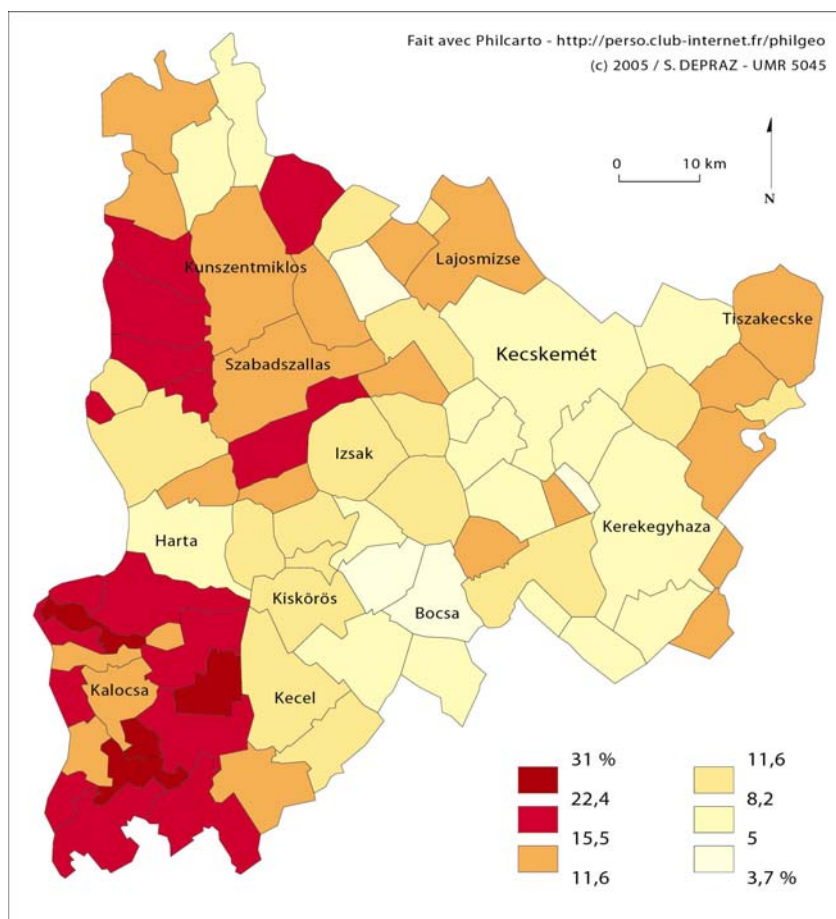 Fait avec Philcarto - http://perso.club-internet.fr/philgeo
(c) 2005 / S. DEPRAZ - UMR 5045
0 10 km
N
Lajosmizse
Kunszentmiklos
Tiszakecske
Kecskemét
Szabadszallas
Izsak
Kerekegyhaza
Harta
Kiskörös
Bocsa
Kalocsa
Kecel
31 % 11,6
22,4 8,2
15,5 5
11,6 3,7 %